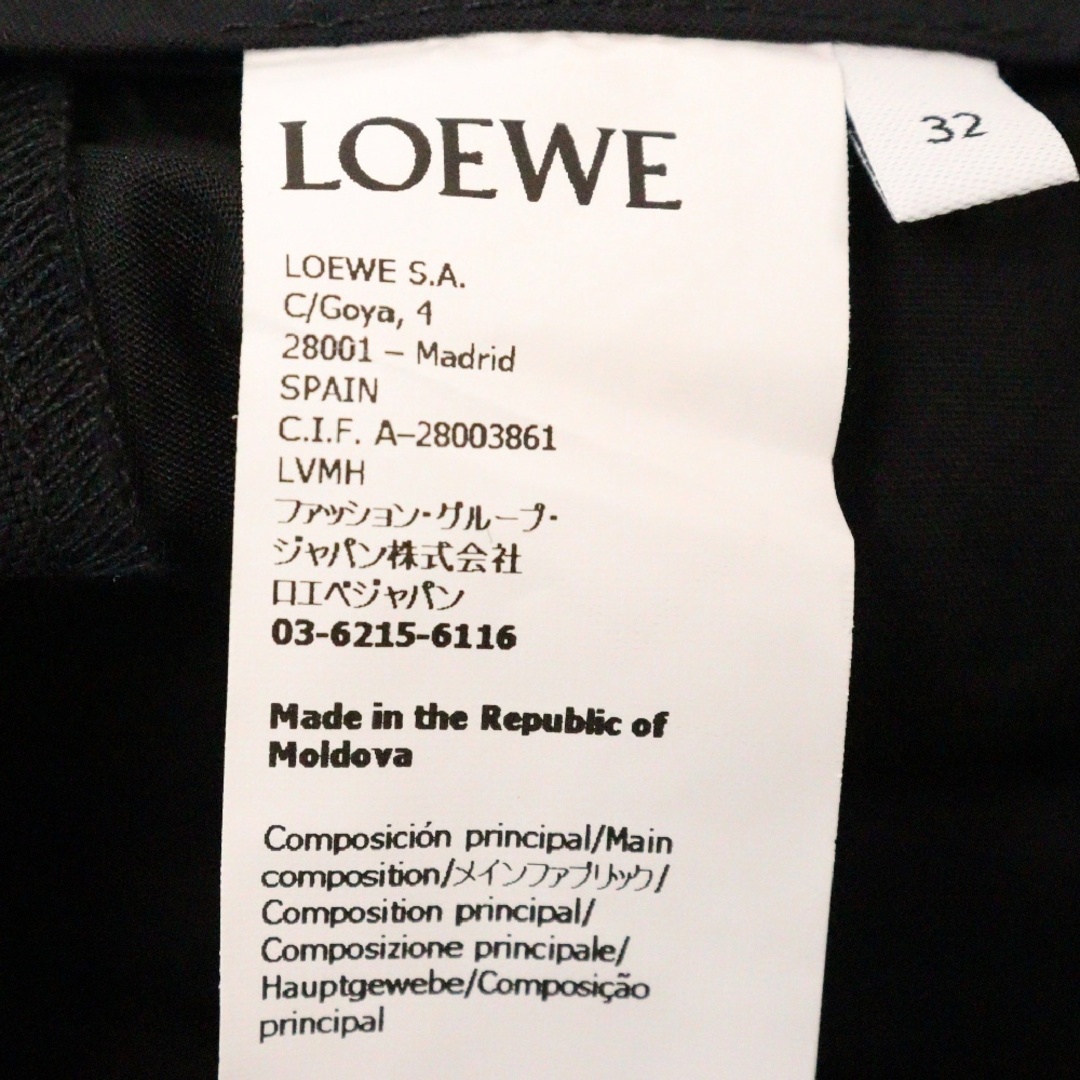 LOEWE
32
LOEWE S.A.
C/Goya, 4
28001 – Madrid
SPAIN
C.I.F. A–28003861
LVMH
ファッション・グループ・
ジャパン株式会社
ロエベジャパン
03-6215-6116
Made in the Republic of
Moldova
Composición principal/Main
composition/メインファブリック/
Composition principal/
Composizione principale/
Hauptgewebe/Composição
principal